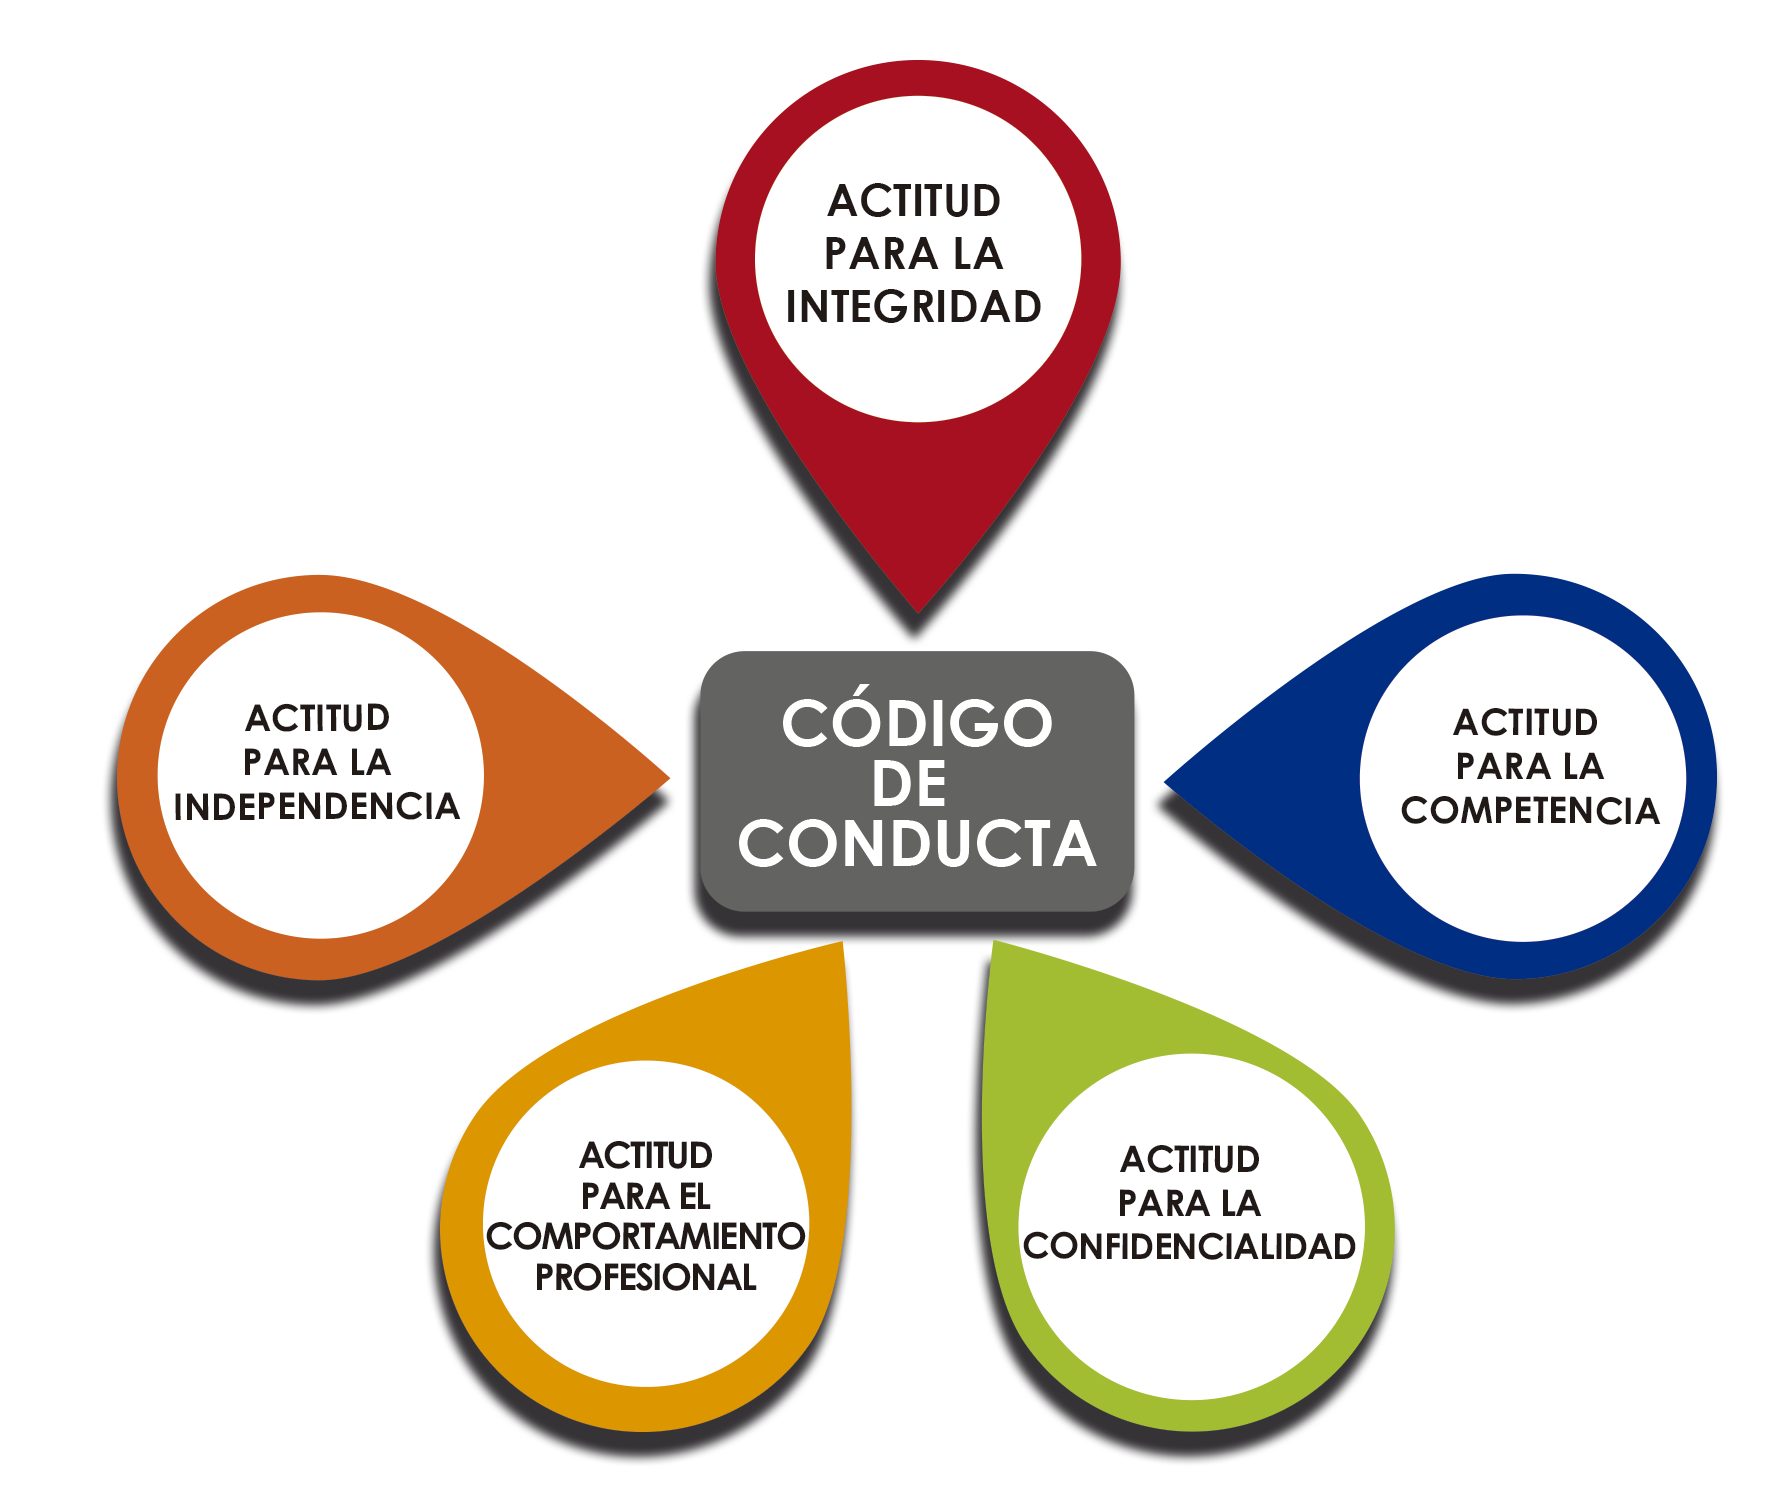 ACTITUD
PARA LA
INTEGRIDAD
ACTITUD
PARA LA
INDEPENDENCIA
CÓDIGO
DE
CONDUCTA
ACTITUD
PARA LA
COMPETENCIA
ACTITUD
PARA EL
COMPORTAMIENTO
PROFESIONAL
ACTITUD
PARA LA
CONFIDENCIALIDAD